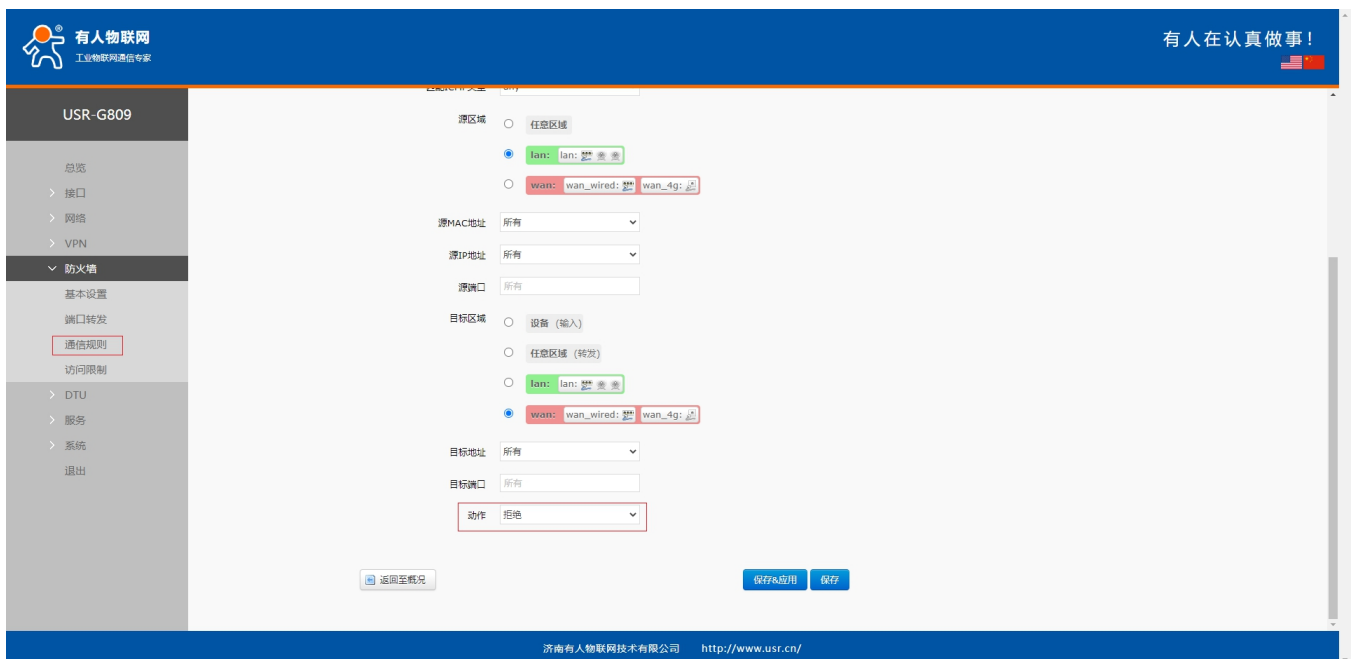 有人物联网
工业物联网通信专家
有人在认真做事!
USR-G809
总览
接口
网络
VPN
防火墙
基本设置
端口转发
通信规则
访问限制
DTU
服务
系统
退出
源区域
任意区域
lan: lan:
wan: wan_wired: wan_4g:
源MAC地址 所有
源IP地址 所有
源端口 所有
目标区域
设备 (输入)
任意区域 (转发)
lan: lan:
wan: wan_wired: wan_4g:
目标地址 所有
目标端口 所有
动作 拒绝
返回至概况 保存&应用 保存
济南有人物联网技术有限公司 http://www.usr.cn/